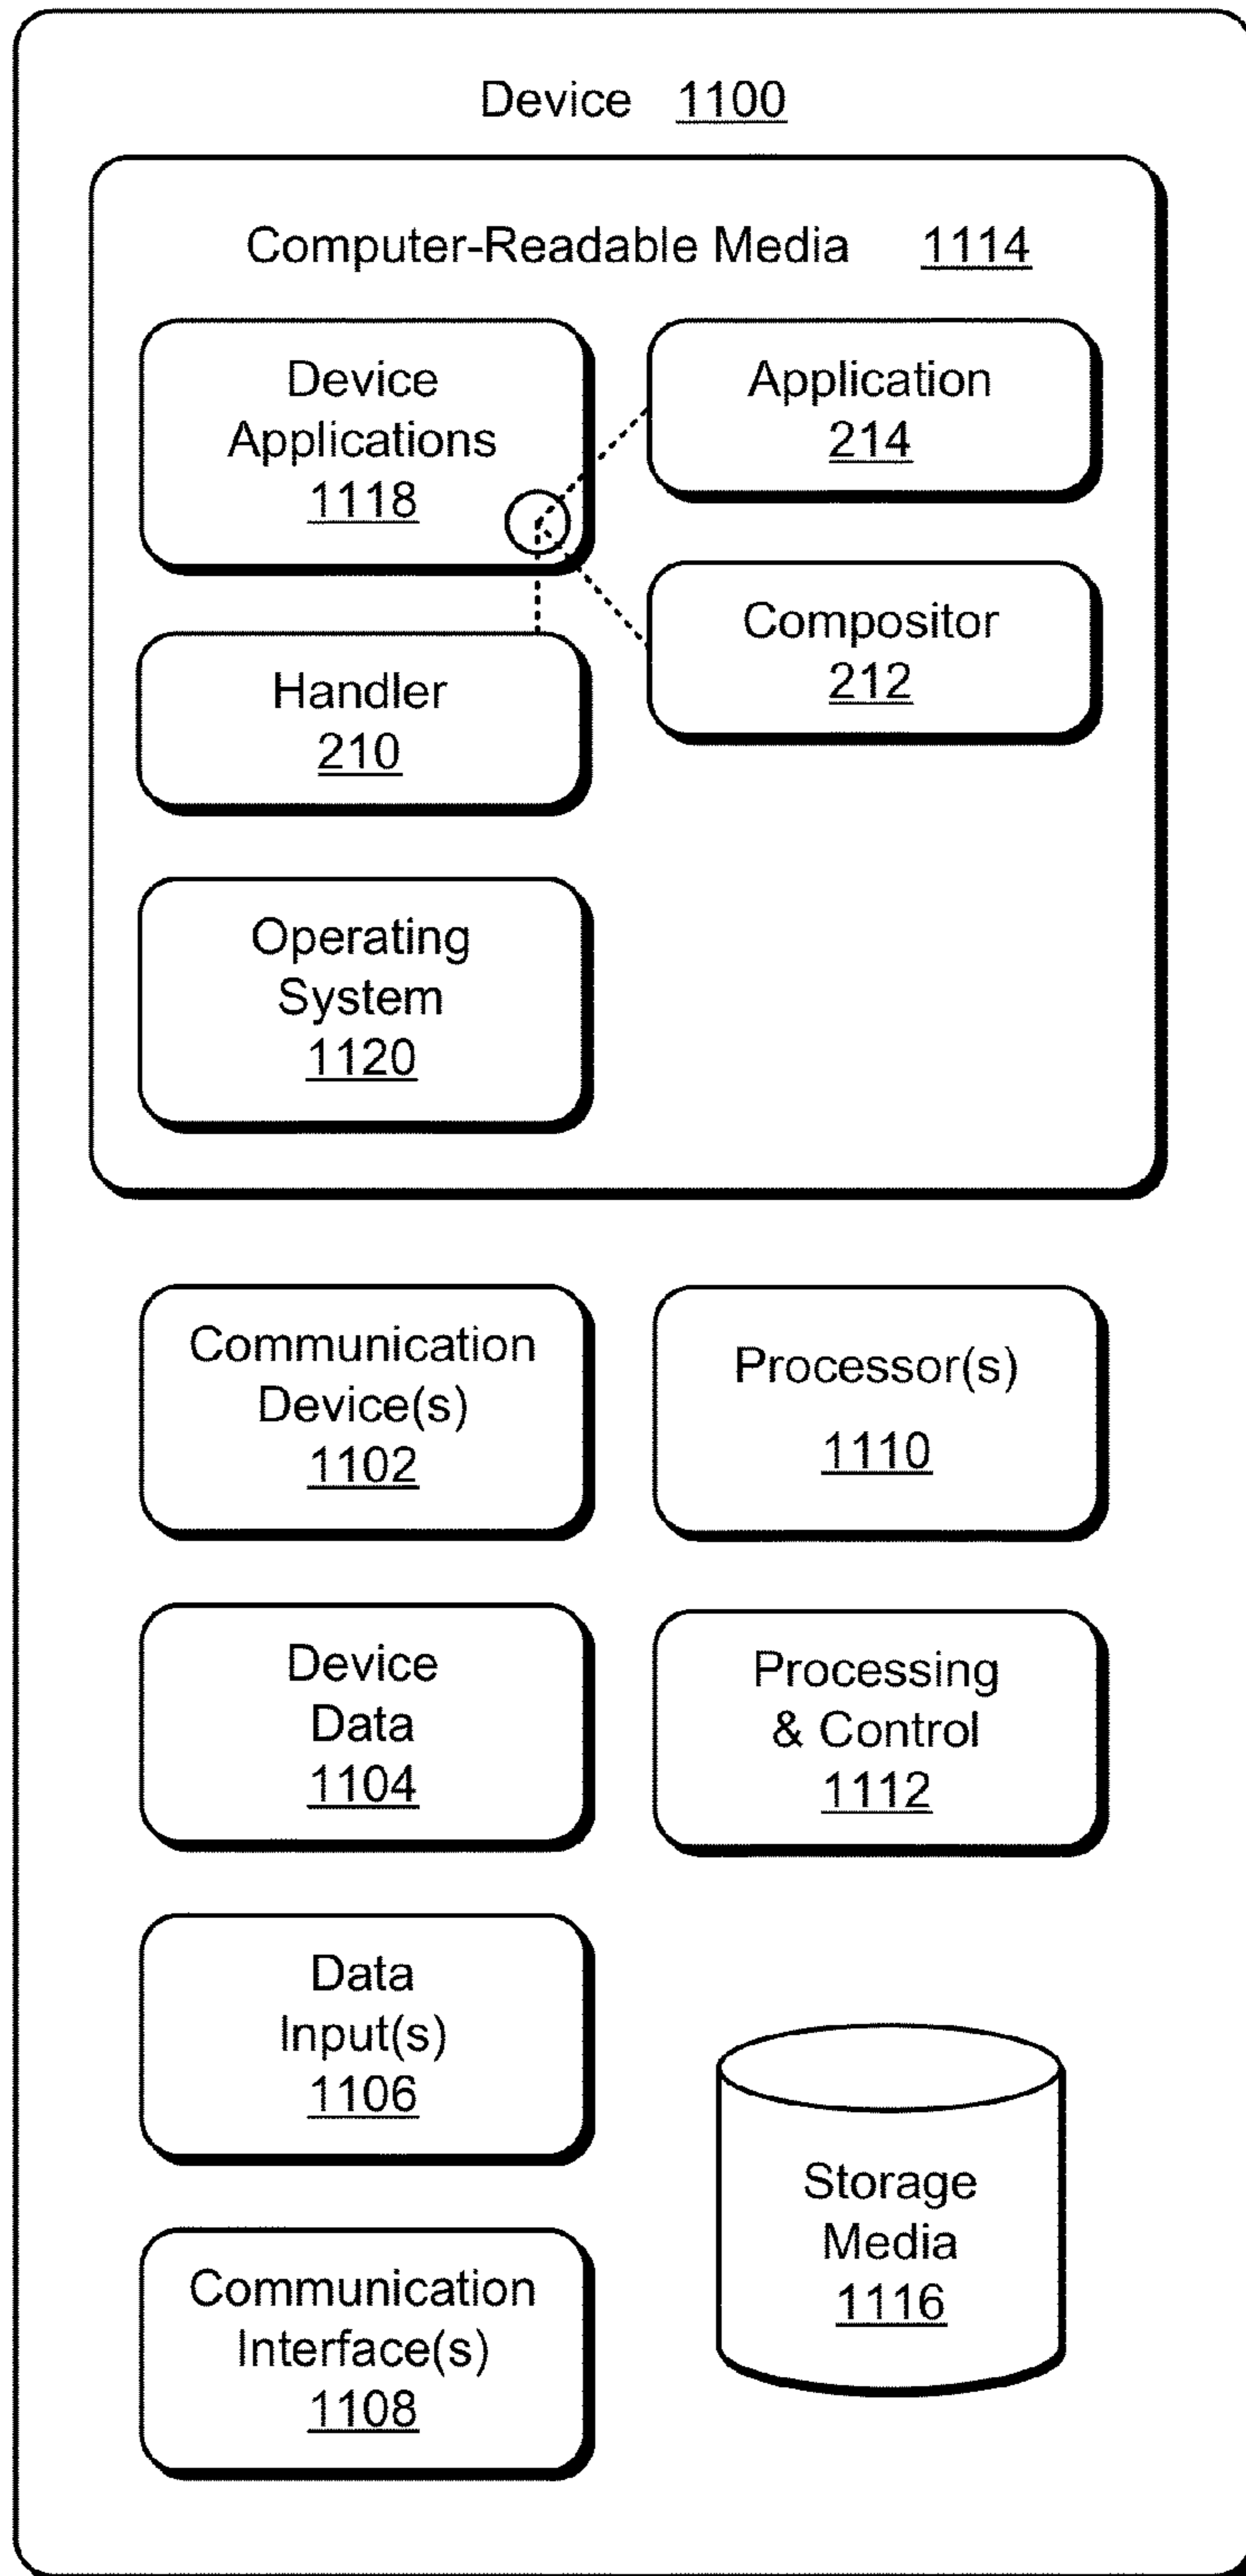 Device 1100
Computer-Readable Media 1114
Device
Applications
1118
Application
214
Compositor
212
Handler
210
Operating
System
1120
Communication
Device(s)
1102
Processor(s)
1110
Device
Data
1104
Processing
& Control
1112
Data
Input(s)
1106
Storage
Media
1116
Communication
Interface(s)
1108